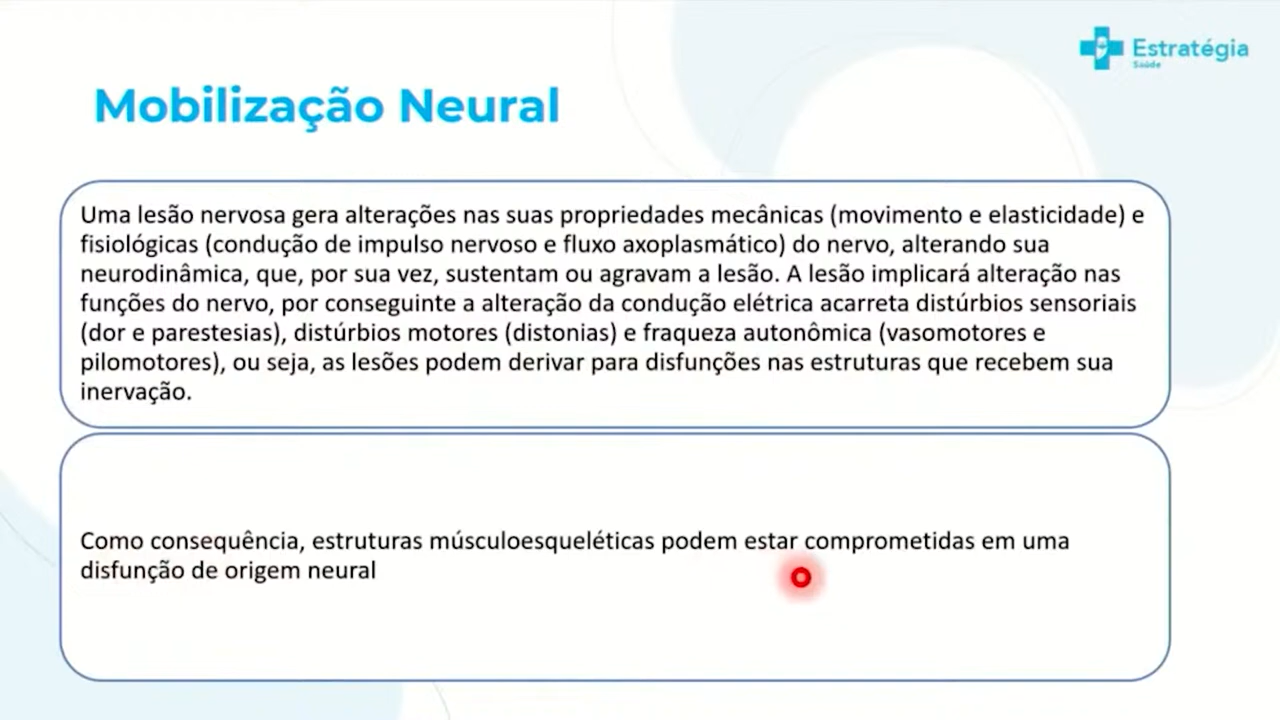 Estratégia
Saúde
Mobilização Neural
Uma lesão nervosa gera alterações nas suas propriedades mecânicas (movimento e elasticidade) e
fisiológicas (condução de impulso nervoso e fluxo axoplasmático) do nervo, alterando sua
neurodinâmica, que, por sua vez, sustentam ou agravam a lesão. A lesão implicará alteração nas
funções do nervo, por conseguinte a alteração da condução elétrica acarreta distúrbios sensoriais
(dor e parestesias), distúrbios motores (distonias) e fraqueza autonômica (vasomotores e
pilomotores), ou seja, as lesões podem derivar para disfunções nas estruturas que recebem sua
inervação.
Como consequência, estruturas músculoesqueléticas podem estar comprometidas em uma
disfunção de origem neural